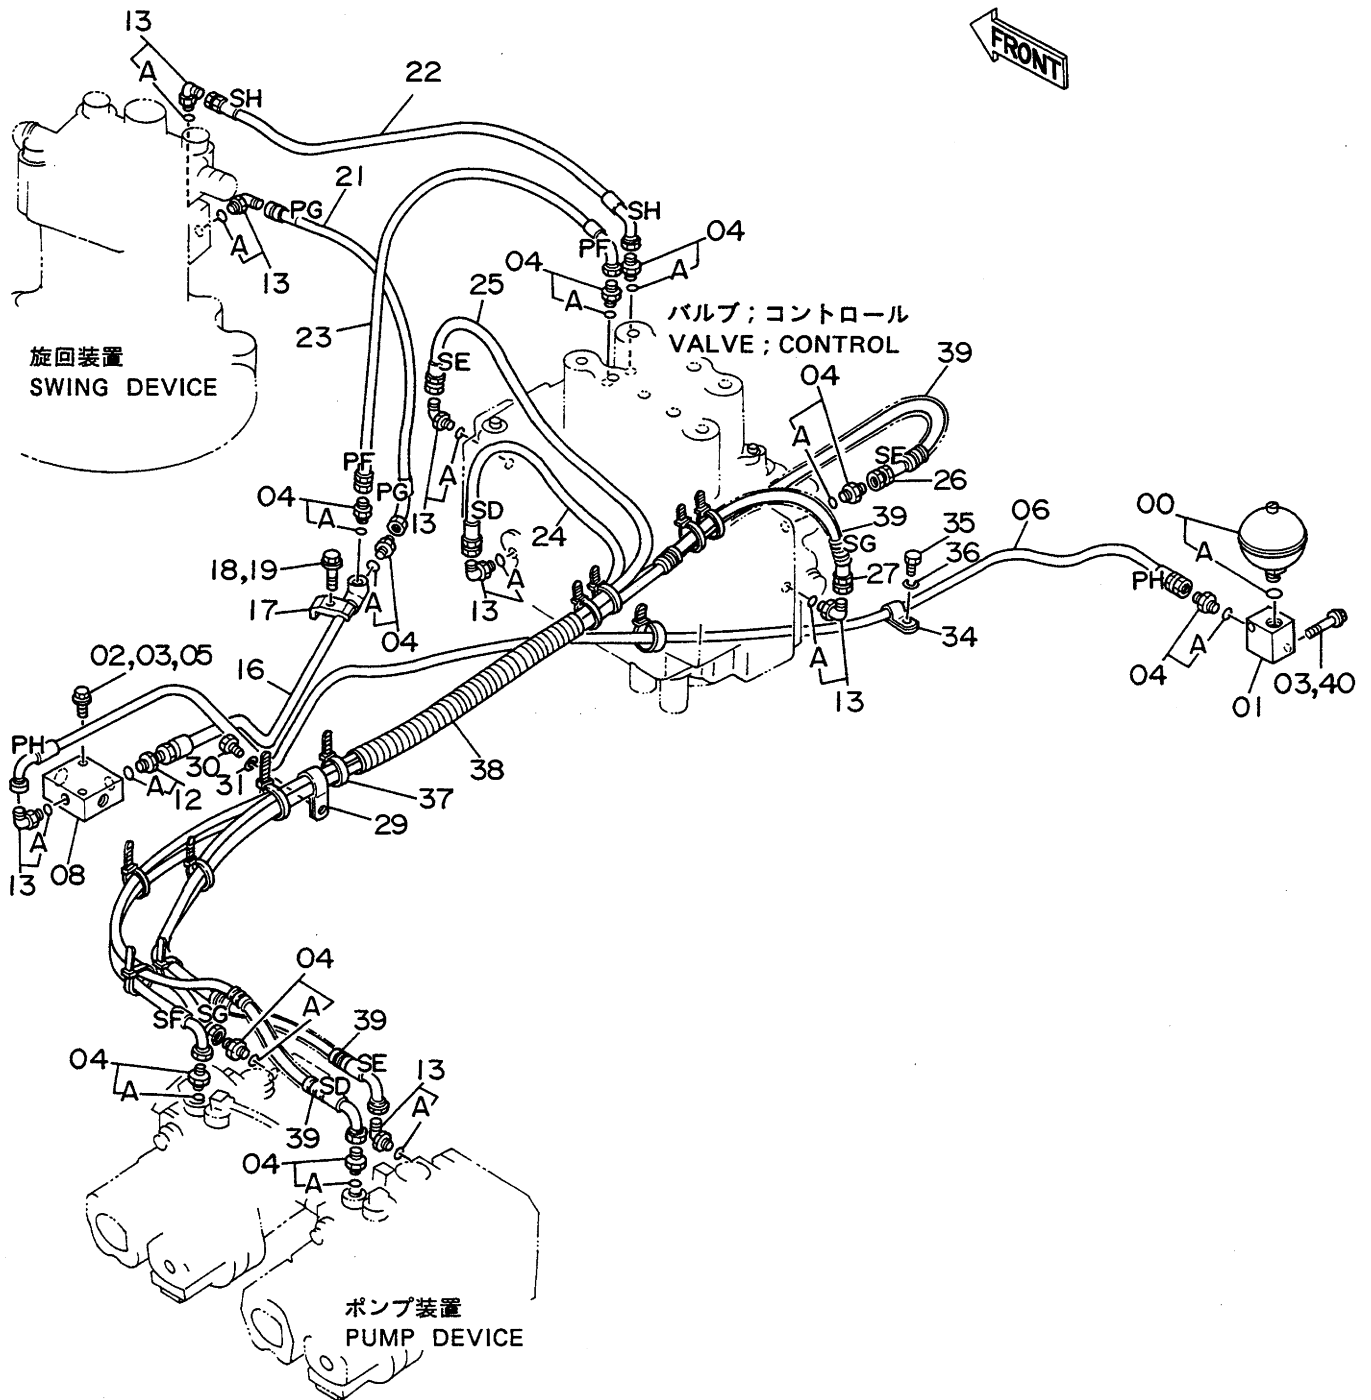 13
A
22
FRONT
SH
21
PG
A
13
SH
04
PF
04
A
A
25
バルブ ; コントロール
VALVE ; CONTROL
23
旋回装置
SWING DEVICE
SE
39
04
A
SF
26
PF
PG
04
A
13
A
SD
24
39
SG
27
35
36
06
00
A
PH
18,19
17
A
04
13
A
34
04
A
01
03,40
02,03,05
16
A
13
PH
30
31
A
12
38
37
29
13
A
08
04
A
SF
SG
39
SE
04
A
SD
13
A
39
04
A
ポンプ装置
PUMP DEVICE